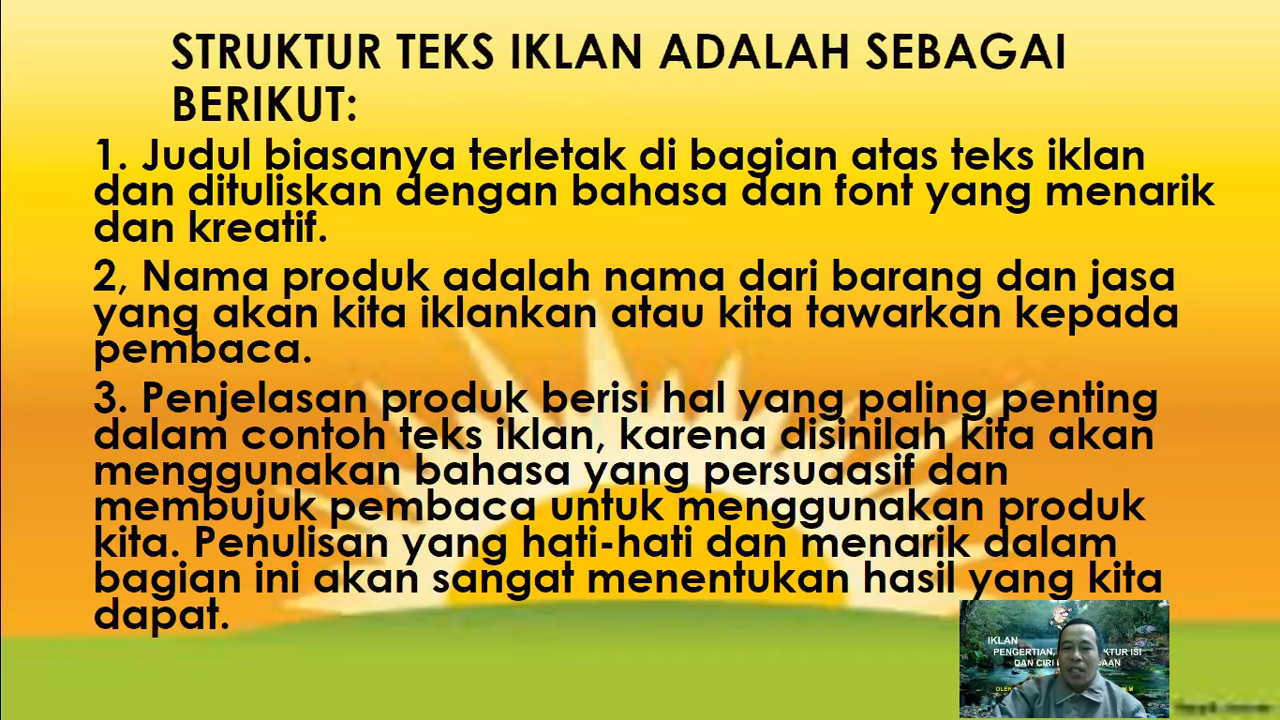 STRUKTUR TEKS IKLAN ADALAH SEBAGAI
BERIKUT:
1. Judul biasanya terletak di bagian atas teks iklan
dan dituliskan dengan bahasa dan font yang menarik
dan kreatif.
2, Nama produk adalah nama dari barang dan jasa
yang akan kita iklankan atau kita tawarkan kepada
pembaca.
3. Penjelasan produk berisi hal yang paling penting
dalam contoh teks iklan, karena disinilah kita akan
menggunakan bahasa yang persuaasif dan
membujuk pembaca untuk menggunakan produk
kita. Penulisan yang hati-hati dan menarik dalam
bagian ini akan sangat menentukan hasil yang kita
dapat.
IKLAN
PENGERTIAN, ISI
DAN CIRI